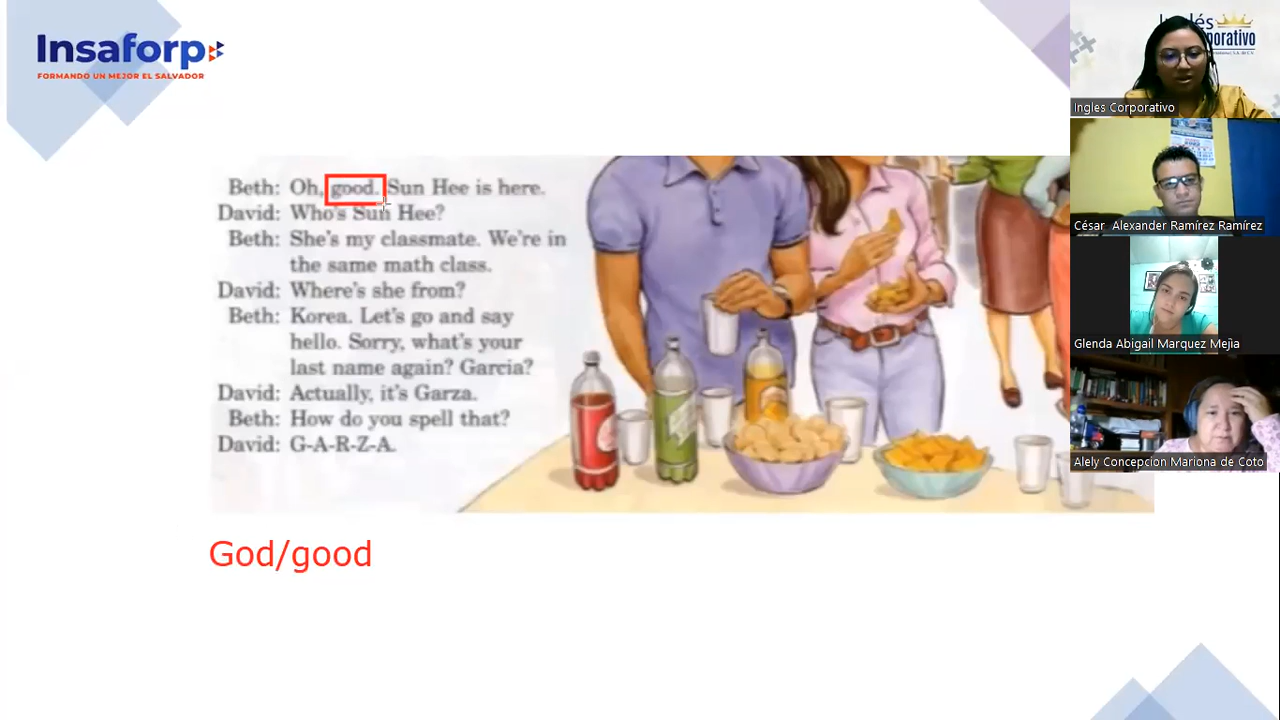 Insaforp
FORMANDO UN MEJOR EL SALVADOR
Beth: Oh, good. Sun Hee is here.
David: Who's Sun Hee?
Beth: She's my classmate. We're in
the same math class.
David: Where's she from?
Beth: Korea. Let's go and say
hello. Sorry, what's your
last name again? Garcia?
David: Actually, it's Garza.
Beth: How do you spell that?
David: G-A-R-Z-A.
God/good
Ingles Corporativo
César Alexander Ramírez Ramírez
Glenda Abigail Marquez Mejia
Alely Concepcion Mariona de Coto